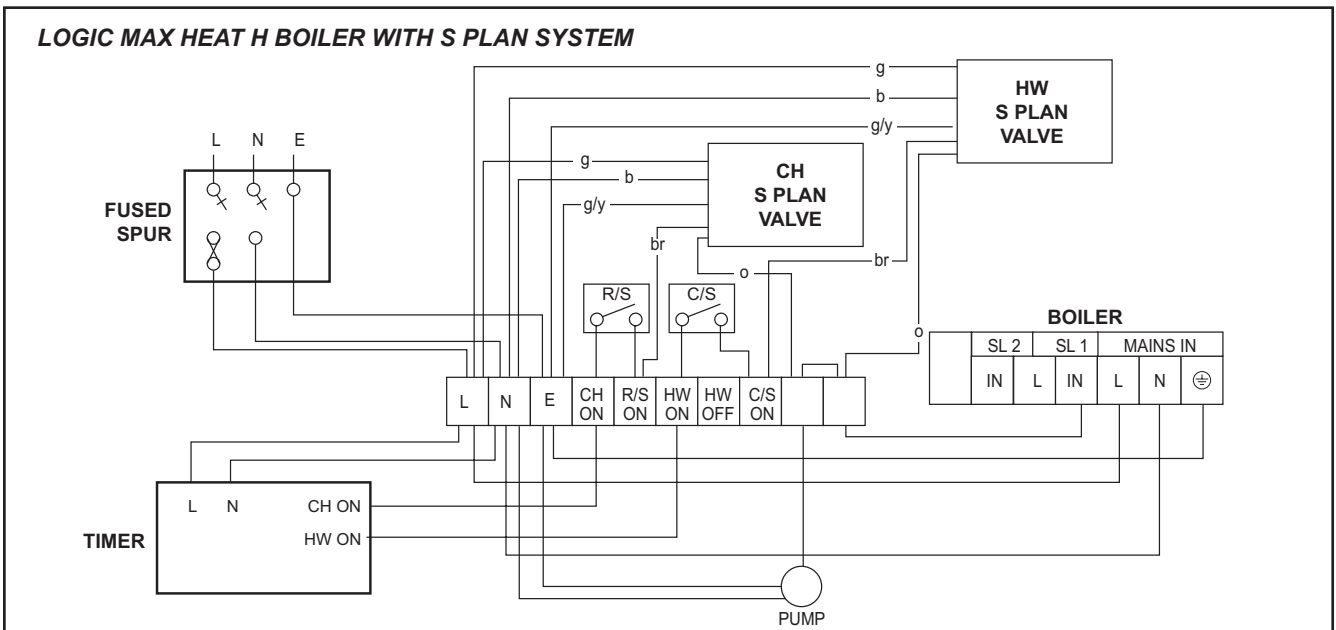 LOGIC MAX HEAT H BOILER WITH S PLAN SYSTEM
g
HW
S PLAN
VALVE
b
g/y
L N E
FUSED
SPUR
g
CH
S PLAN
VALVE
b
g/y
br
o
br
R/S
C/S
o
BOILER
SL 2 SL 1 MAINS IN
IN L IN L N
L N E CH ON R/S ON HW ON HW OFF C/S ON
L N CH ON
HW ON
TIMER
PUMP